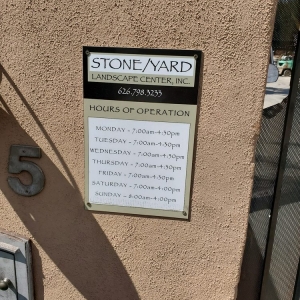 STONE/YARD
LANDSCAPE CENTER, INC.
626.798.3233
HOURS OF OPERATION
MONDAY - 7:00am-4:30pm
TUESDAY - 7:00am-4:30pm
WEDNESDAY - 7:00am-4:30pm
THURSDAY - 7:00am-4:30pm
FRIDAY - 7:00am-4:30pm
SATURDAY - 7:00am-4:00pm
SUNDAY - 8:00am-4:00pm
5